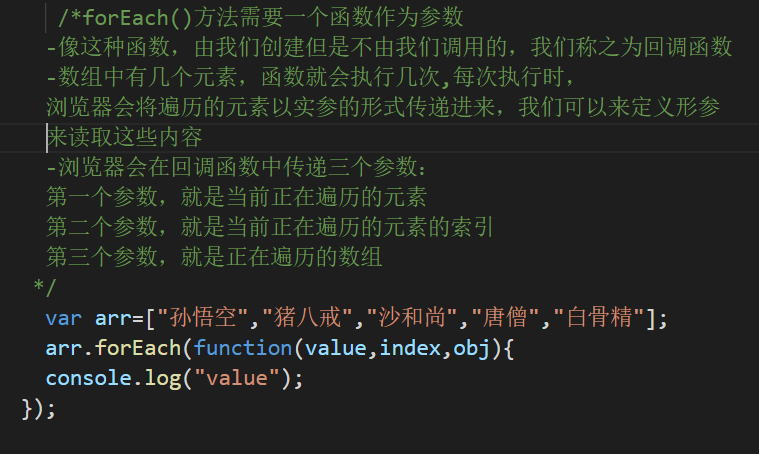 /*forEach()方法需要一个函数作为参数
-像这种函数，由我们创建但是不由我们调用的，我们称之为回调函数
-数组中有几个元素，函数就会执行几次,每次执行时，
浏览器会将遍历的元素以实参的形式传递进来，我们可以来定义形参
来读取这些内容
-浏览器会在回调函数中传递三个参数：
第一个参数，就是当前正在遍历的元素
第二个参数，就是当前正在遍历的元素的索引
第三个参数，就是正在遍历的数组
*/
var arr=["孙悟空","猪八戒","沙和尚","唐僧","白骨精"];
arr.forEach(function(value,index,obj){
console.log("value");
});